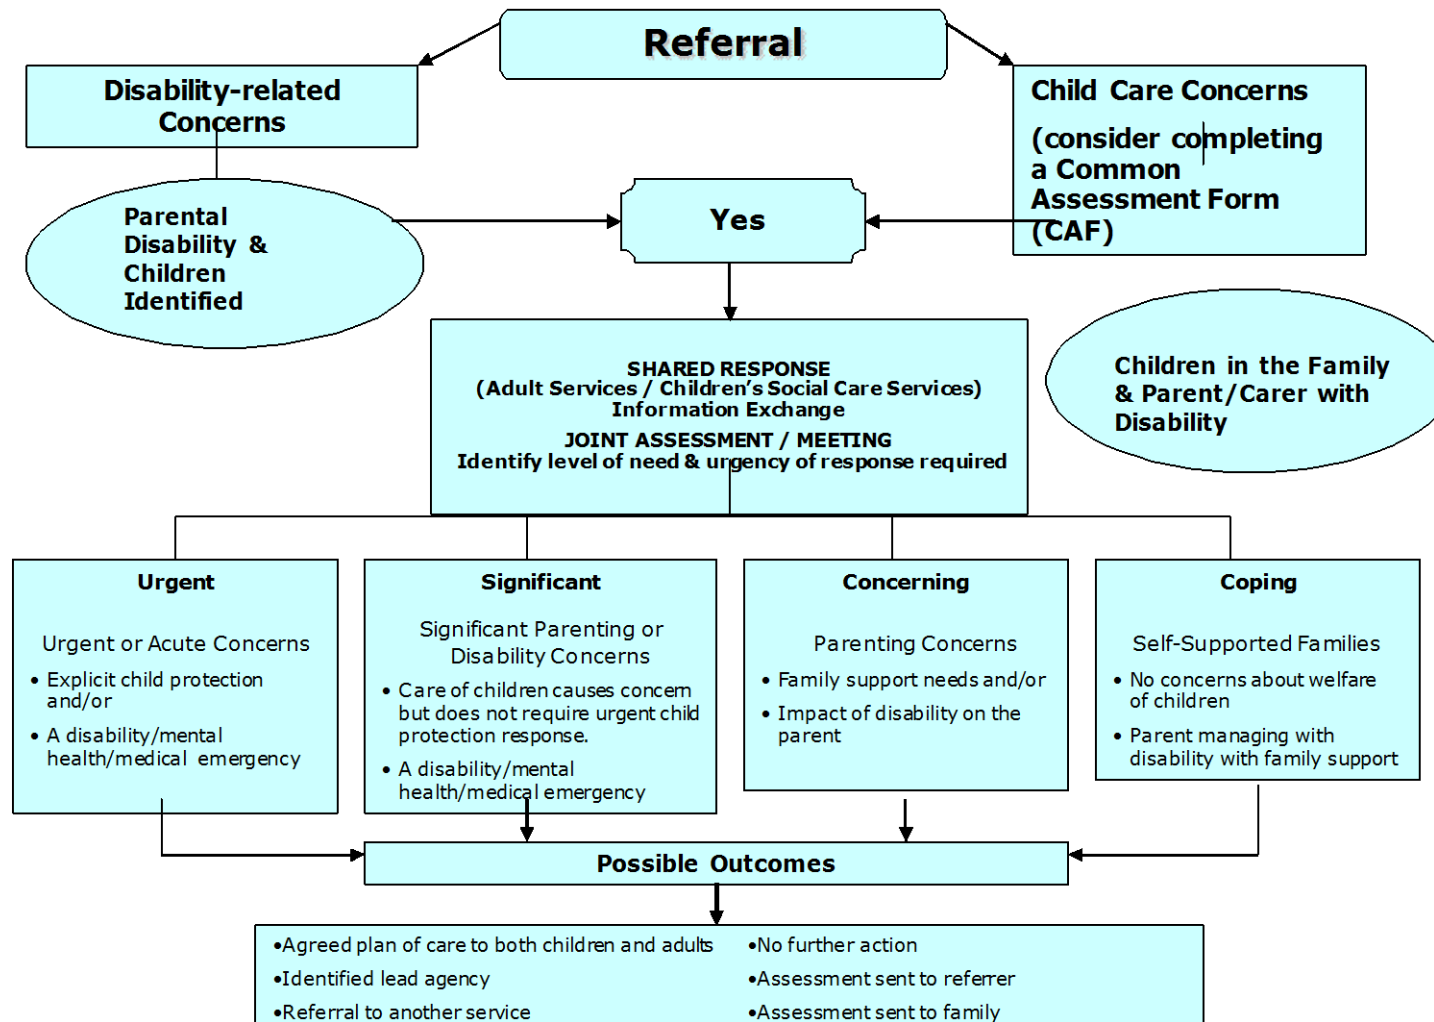 Referral
Disability-related
Concerns
Child Care Concerns
(consider completing
a Common
Assessment Form
(CAF)
Parental
Disability &
Children
Identified
Yes
SHARED RESPONSE
(Adult Services / Children’s Social Care Services)
Information Exchange
JOINT ASSESSMENT / MEETING
Identify level of need & urgency of response required
Children in the Family
& Parent/Carer with
Disability
Urgent
Urgent or Acute Concerns
• Explicit child protection
and/or
• A disability/mental
health/medical emergency
Significant
Significant Parenting or
Disability Concerns
• Care of children causes concern
but does not require urgent child
protection response.
• A disability/mental
health/medical emergency
Concerning
Parenting Concerns
• Family support needs and/or
• Impact of disability on the
parent
Coping
Self-Supported Families
• No concerns about welfare
of children
• Parent managing with
disability with family support
Possible Outcomes
•Agreed plan of care to both children and adults
•Identified lead agency
•Referral to another service
•No further action
•Assessment sent to referrer
•Assessment sent to family